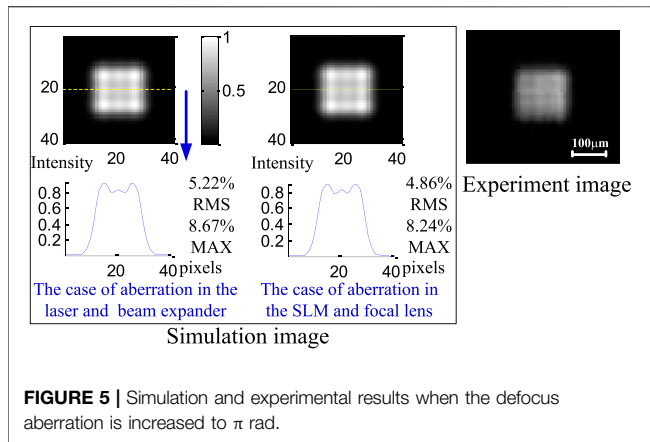 1
0.5
20
40
20
40
Intensity
20
40
Intensity
20
40
0.8
0.6
0.4
0.2
20
40
pixels
5.22%
RMS
8.67%
MAX
0.8
0.6
0.4
0.2
20
40
pixels
4.86%
RMS
8.24%
MAX
The case of aberration in the
laser and beam expander
The case of aberration in
the SLM and focal lens
Simulation image
100μm
Experiment image
FIGURE 5 | Simulation and experimental results when the defocus
aberration is increased to π rad.